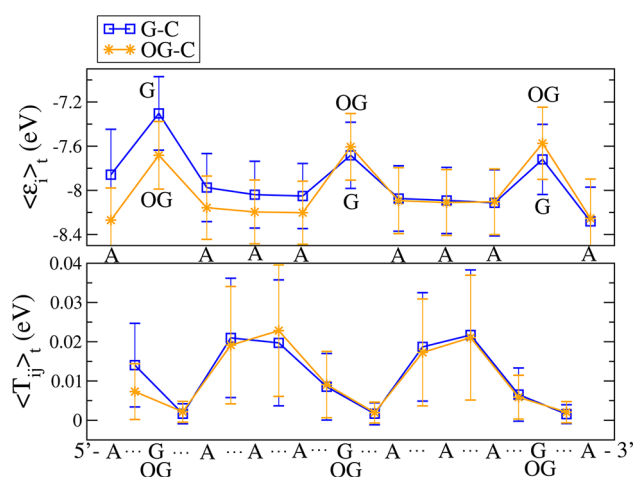 G-C
OG-C
<ε_i>_t (eV)
-7.2
-7.6
-8
-8.4
G
OG
OG
G
OG
G
A A A A A A A A
<T_ij>_t (eV)
0.04
0.03
0.02
0.01
0
5'- A ··· G ··· A ··· A ··· A ··· G ··· A ··· A ··· A ··· G ··· A - 3'
OG OG OG